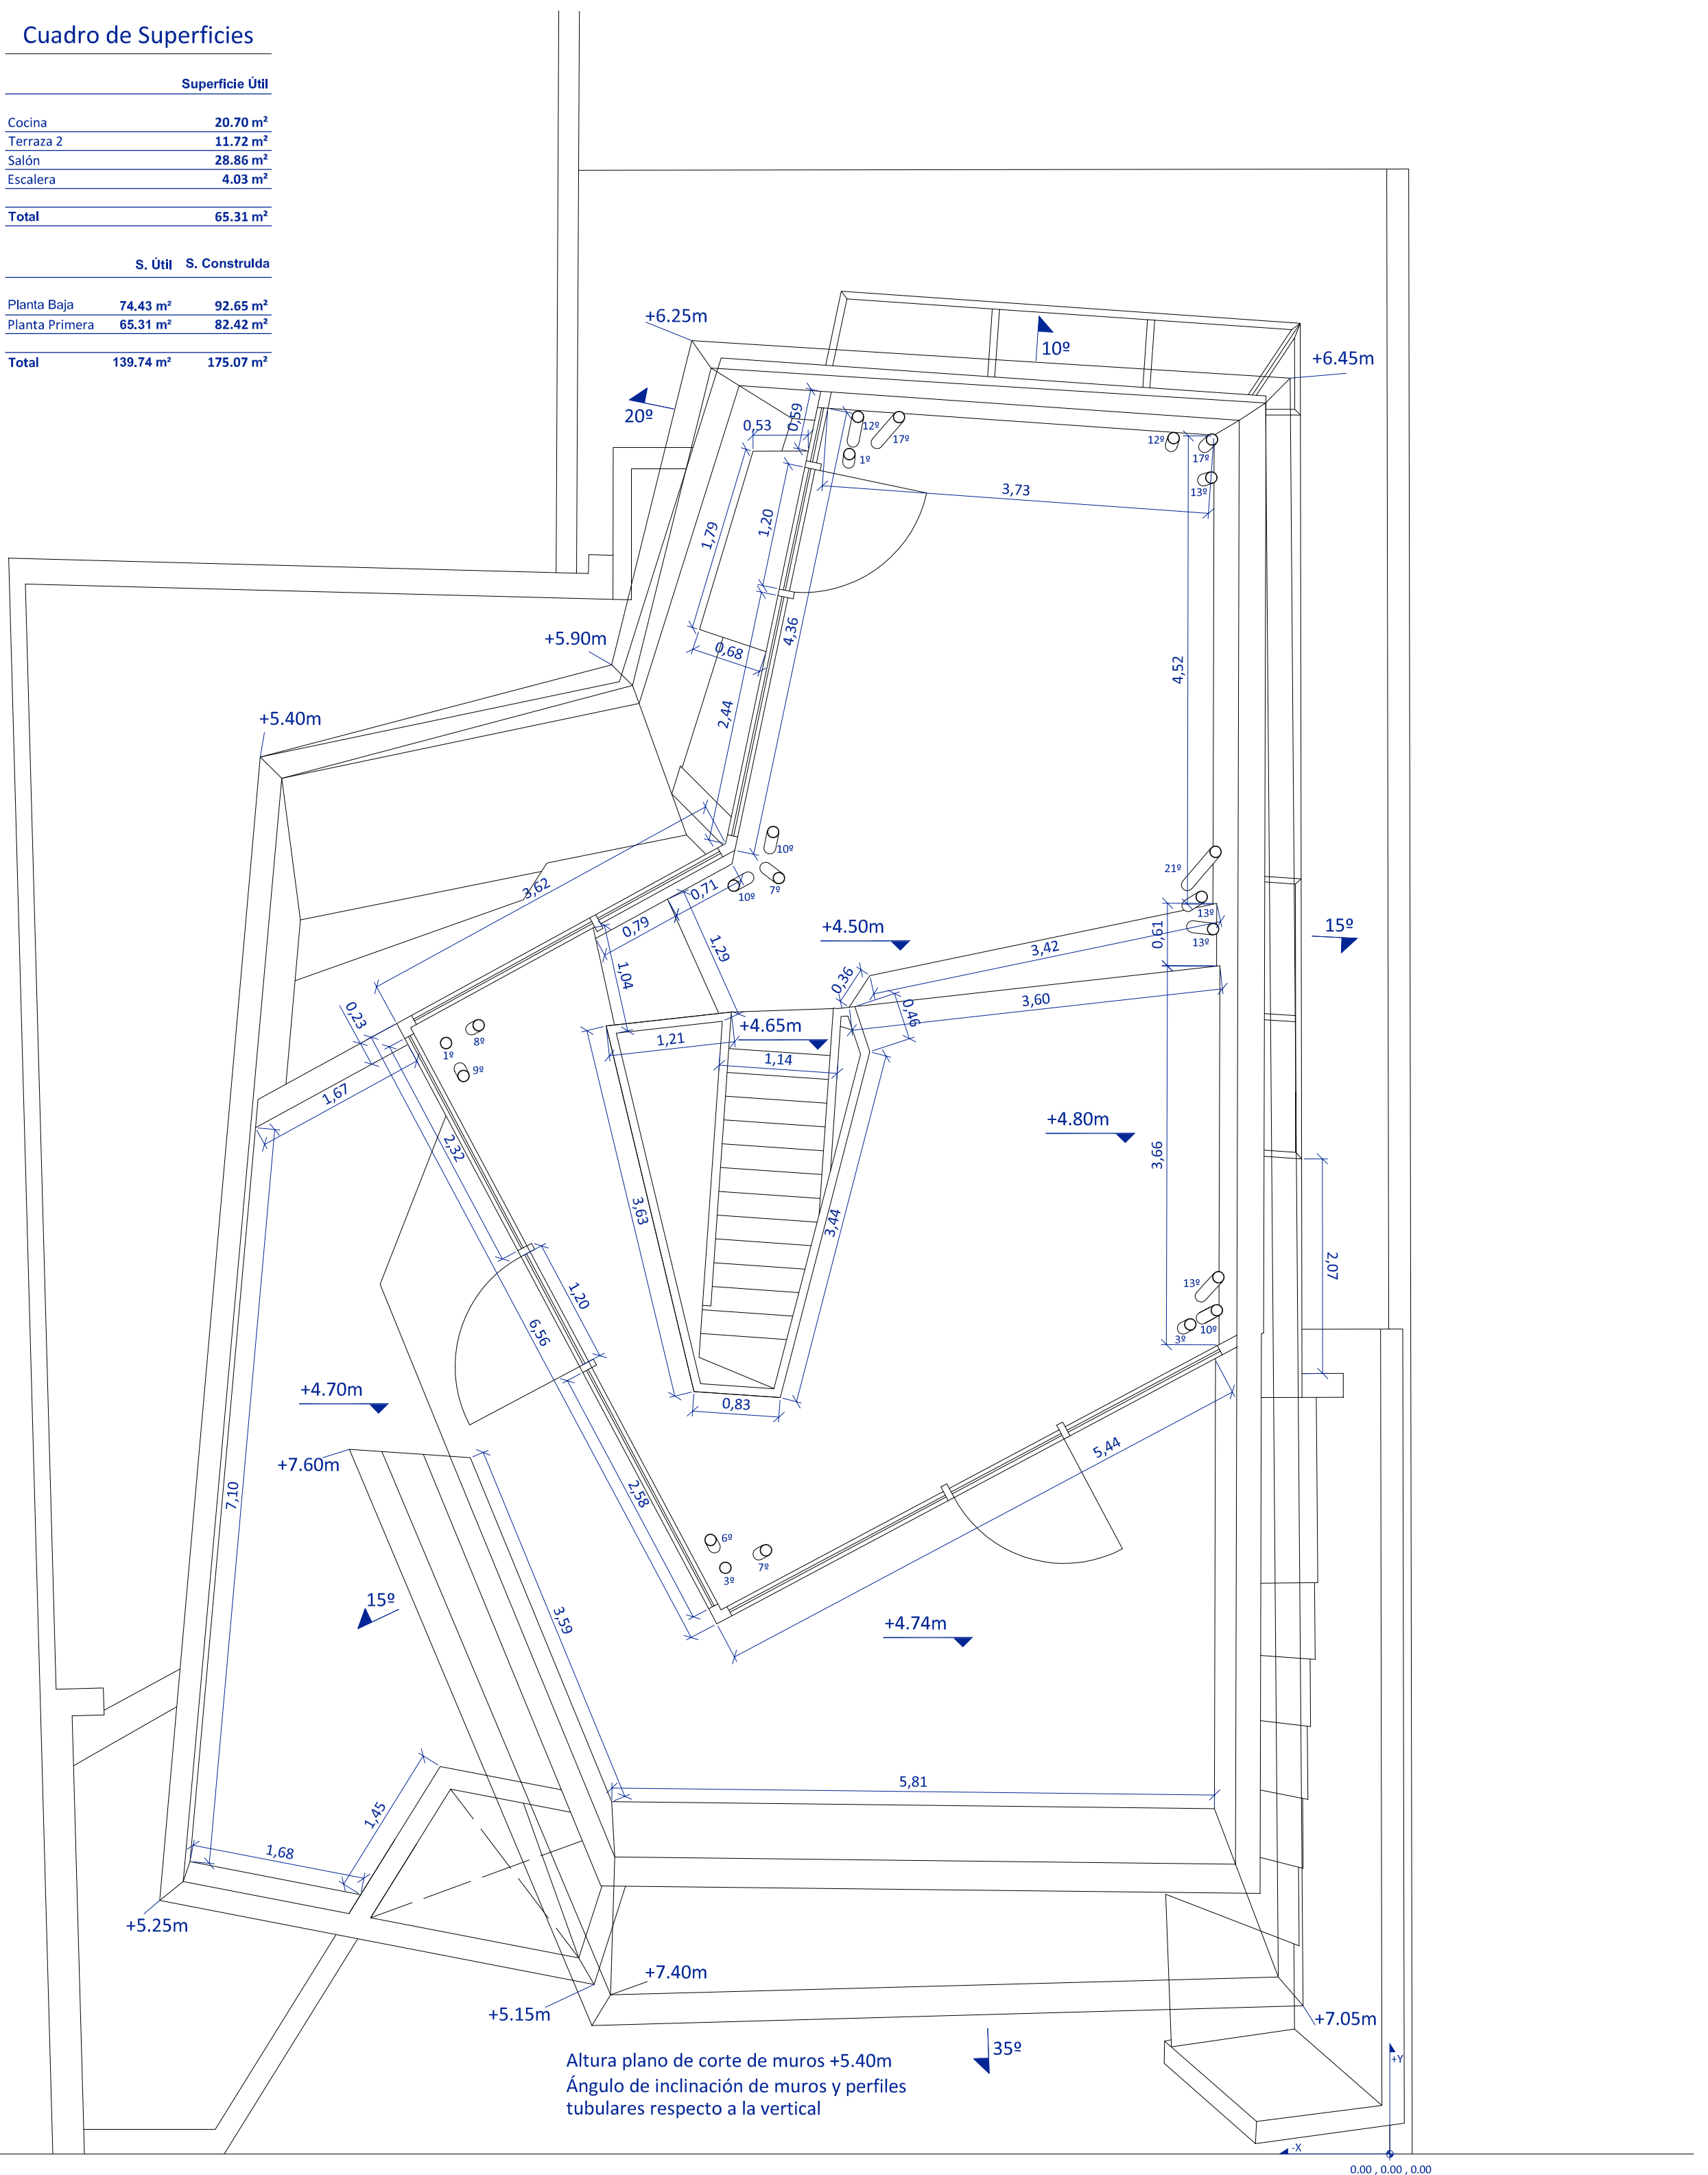 Cuadro de Superficies
Superficie Útil
Cocina 20.70 m²
Terraza 2 11.72 m²
Salón 28.86 m²
Escalera 4.03 m²
Total 65.31 m²
S. Útil S. Construlda
Planta Baja 74.43 m² 92.65 m²
Planta Primera 65.31 m² 82.42 m²
Total 139.74 m² 175.07 m²
+6.25m
10º
+6.45m
20º
0,59
0,53
12º
17º
1º
12º
17º
13º
3,73
1,79
1,20
4,36
+5.90m
0,68
4,52
2,44
+5.40m
10º
7º
10º
21º
13º
13º
3,62
0,71
0,79
1,29
1,04
+4.50m
3,42
0,61
15º
0,36
3,60
0,46
0,23
1º
8º
9º
+4.65m
1,21
1,14
1,67
2,32
+4.80m
3,66
3,63
3,44
2,07
1,20
6,56
13º
10º
3º
+4.70m
0,83
+7.60m
5,44
7,10
2,58
6º
3º
7º
15º
3,59
+4.74m
5,81
1,45
1,68
+5.25m
+7.40m
+5.15m
+7.05m
35º
Altura plano de corte de muros +5.40m
Ángulo de inclinación de muros y perfiles
tubulares respecto a la vertical
+Y
-X
0.00 , 0.00 , 0.00